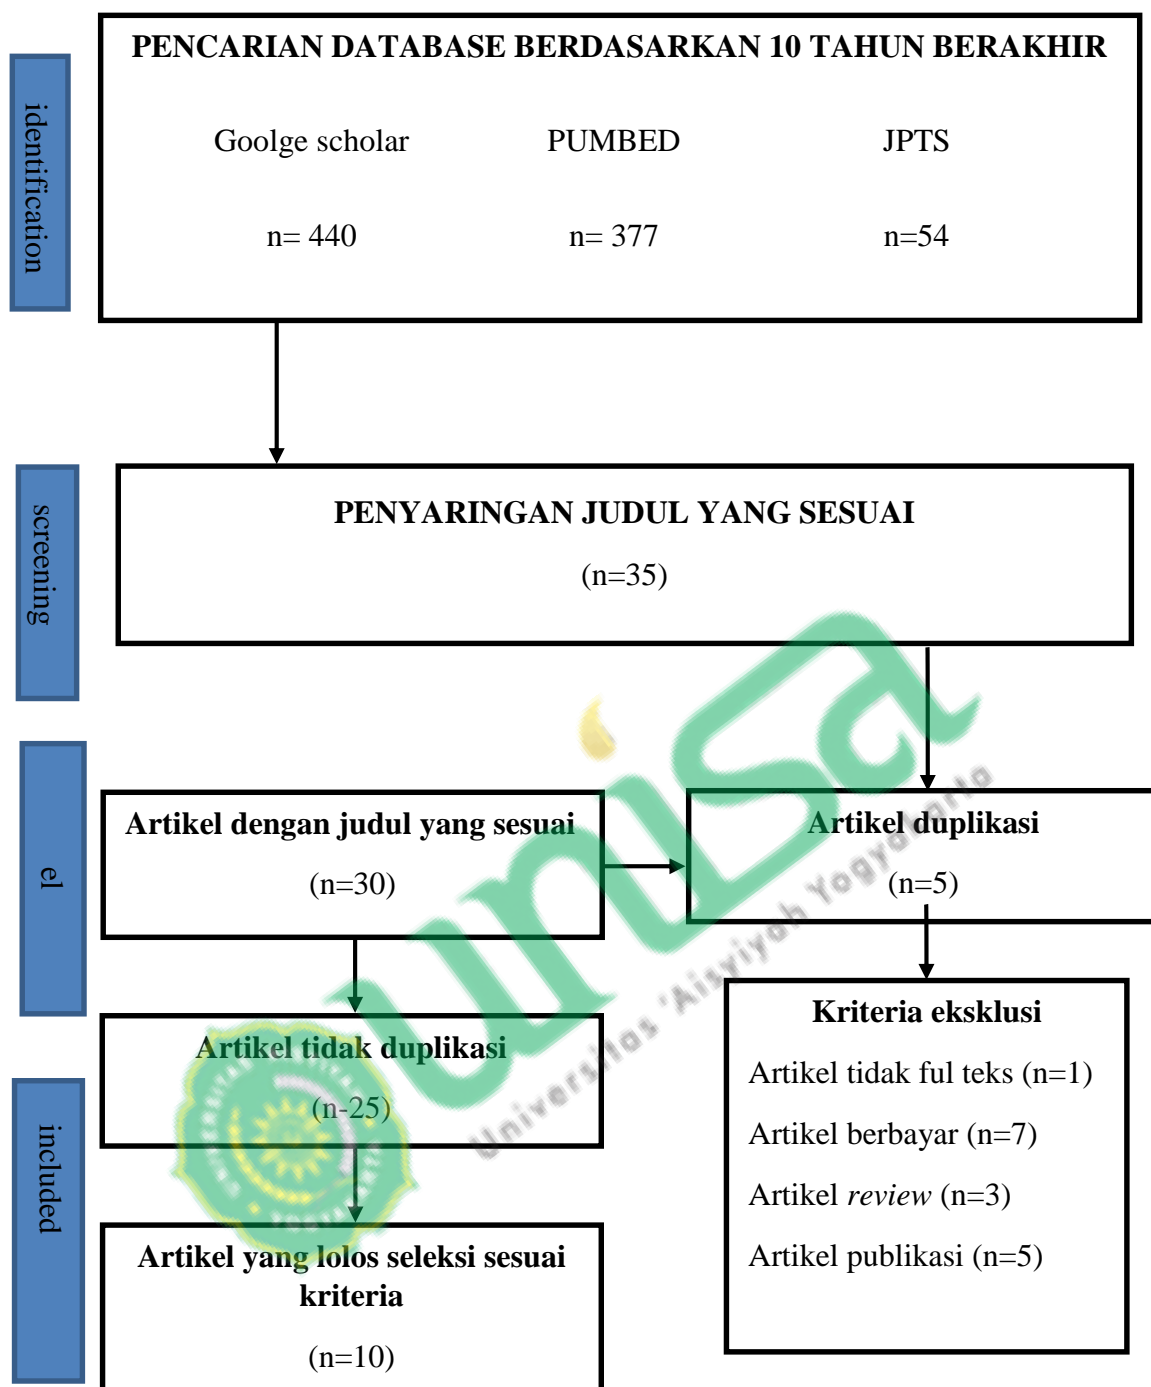 PENCARIAN DATABASE BERDASARKAN 10 TAHUN BERAKHIR
identification
Goolge scholar PUMBED JPTS
n= 440 n= 377 n=54
screening
PENYARINGAN JUDUL YANG SESUAI
(n=35)
el
Artikel dengan judul yang sesuai
(n=30)
Artikel duplikasi
(n=5)
Artikel tidak duplikasi
(n-25)
Kriteria eksklusi
Artikel tidak ful teks (n=1)
Artikel berbayar (n=7)
Artikel review (n=3)
Artikel publikasi (n=5)
included
Artikel yang lolos seleksi sesuai
kriteria
(n=10)
unisa
Universitas 'Aisyiyah Yogyakarta